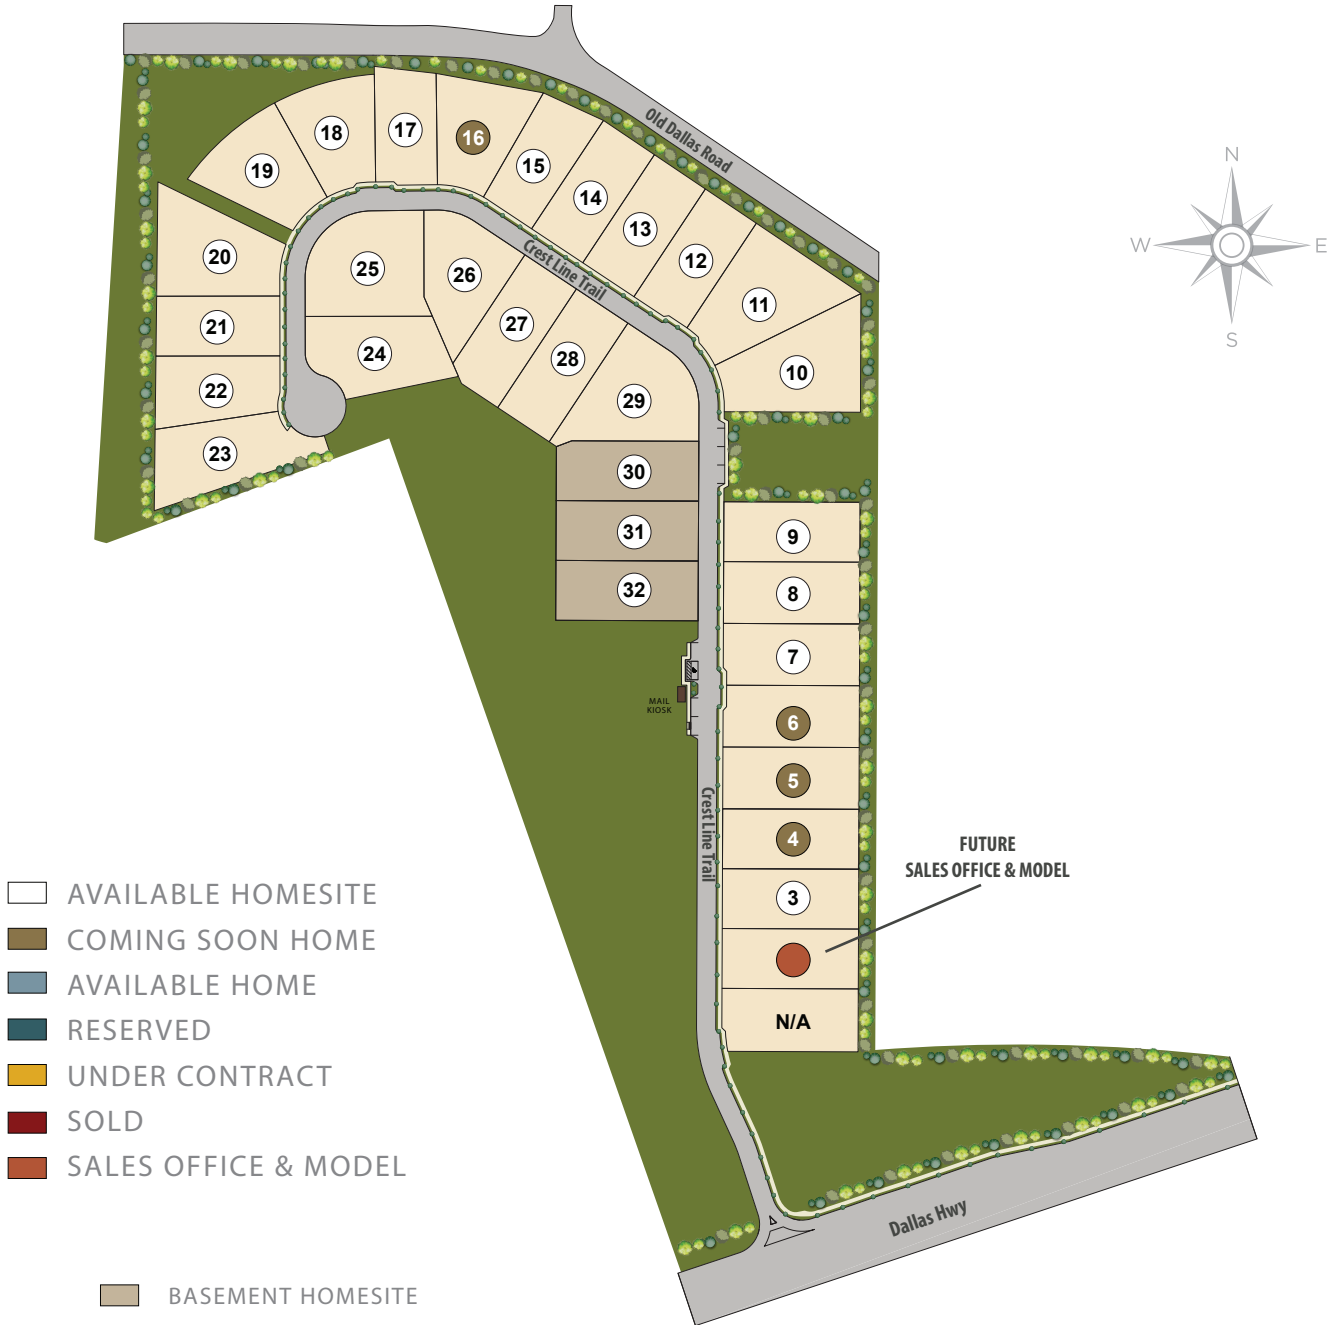 Old Dallas Road
N
W
E
S
17
18
16
15
19
14
13
12
20
25
26
Crest Line Trail
11
21
27
24
28
10
22
29
23
30
31
9
32
8
7
MAIL
KIOSK
6
5
4
Crest Line Trail
FUTURE
SALES OFFICE & MODEL
3
N/A
AVAILABLE HOMESITE
COMING SOON HOME
AVAILABLE HOME
RESERVED
UNDER CONTRACT
SOLD
SALES OFFICE & MODEL
Dallas Hwy
BASEMENT HOMESITE